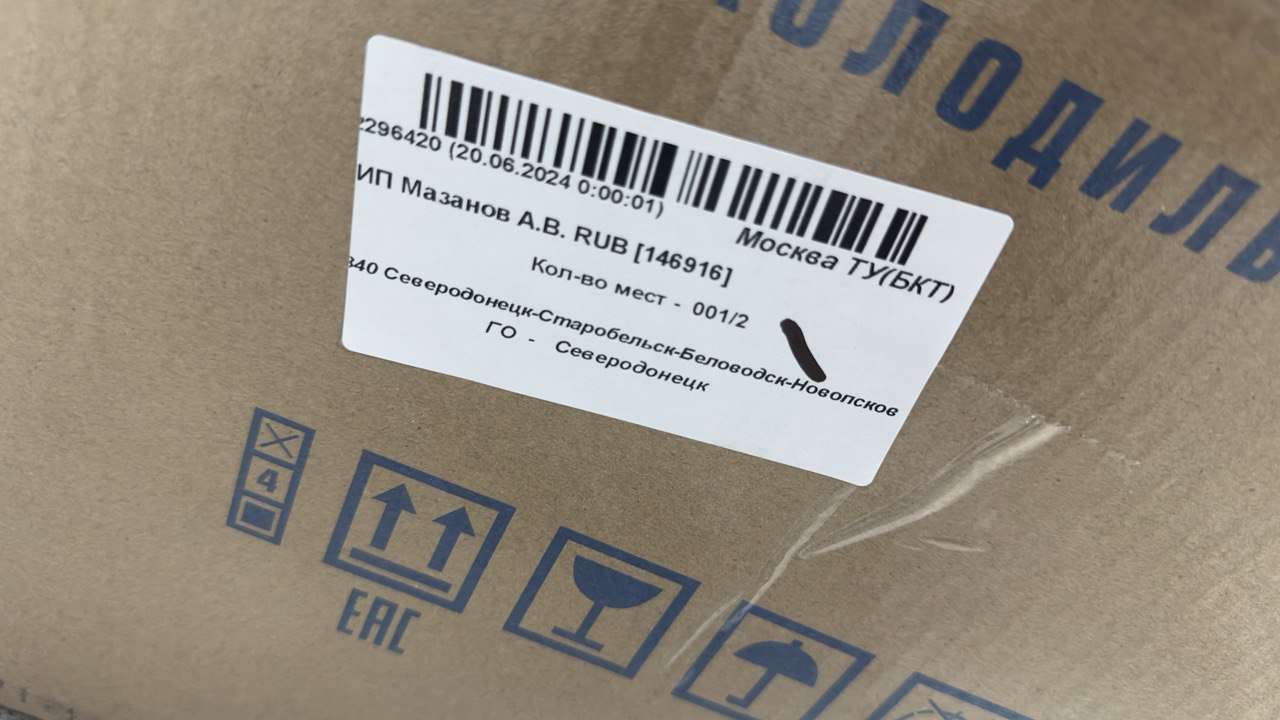 ХОЛОДИЛЬ
2296420 (20.06.2024 0:00:01)
Москва ТУ(БКТ)
ИП Мазанов А.В. RUB [146916]
Кол-во мест - 001/2
340 Северодонецк-Старобельск-Беловодск-Новопсков
ГО - Северодонецк
4
EAC